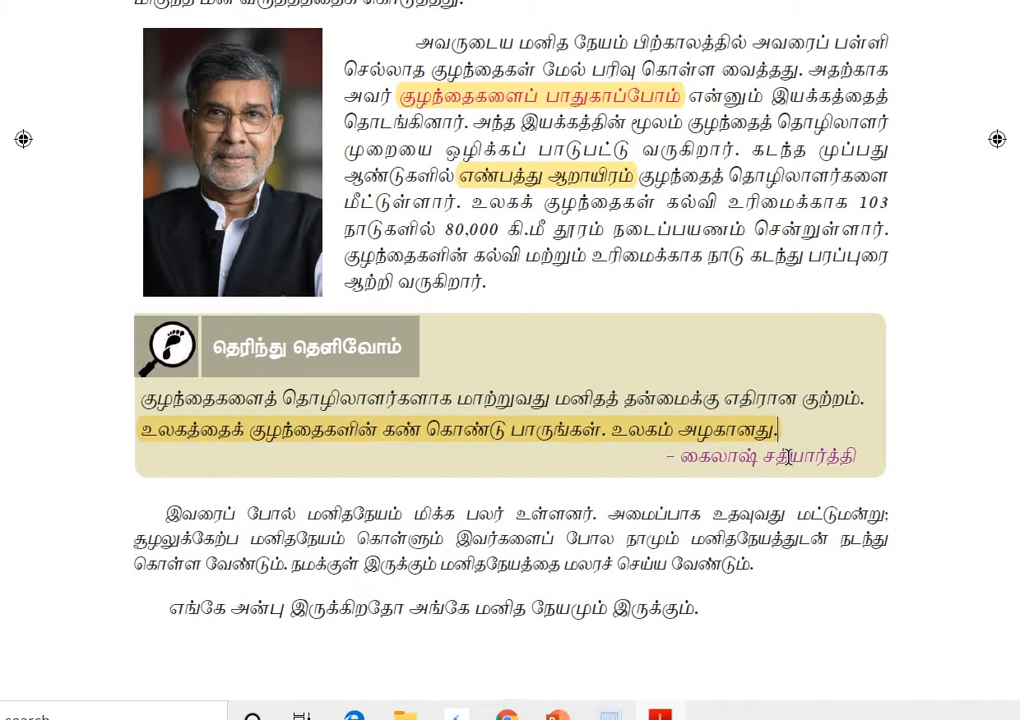 அவருடைய மனித நேயம் பிற்காலத்தில் அவரைப் பள்ளி
செல்லாத குழந்தைகள் மேல் பரிவு கொள்ள வைத்தது. அதற்காக
அவர் குழந்தைகளைப் பாதுகாப்போம் என்னும் இயக்கத்தைத்
தொடங்கினார். அந்த இயக்கத்தின் மூலம் குழந்தைத் தொழிலாளர்
முறையை ஒழிக்கப் பாடுபட்டு வருகிறார். கடந்த முப்பது
ஆண்டுகளில் எண்பத்து ஆறாயிரம் குழந்தைத் தொழிலாளர்களை
மீட்டுள்ளார். உலகக் குழந்தைகள் கல்வி உரிமைக்காக 103
நாடுகளில் 80,000 கி.மீ தூரம் நடைப்பயணம் சென்றுள்ளார்.
குழந்தைகளின் கல்வி மற்றும் உரிமைக்காக நாடு கடந்து பரப்புரை
ஆற்றி வருகிறார்.
தெரிந்து தெளிவோம்
குழந்தைகளைத் தொழிலாளர்களாக மாற்றுவது மனிதத் தன்மைக்கு எதிரான குற்றம்.
உலகத்தைக் குழந்தைகளின் கண் கொண்டு பாருங்கள். உலகம் அழகானது.
- கைலாஷ் சத்யார்த்தி
இவரைப் போல் மனிதநேயம் மிக்க பலர் உள்ளனர். அமைப்பாக உதவுவது மட்டுமன்று;
சூழலுக்கேற்ப மனிதநேயம் கொள்ளும் இவர்களைப் போல நாமும் மனிதநேயத்துடன் நடந்து
கொள்ள வேண்டும். நமக்குள் இருக்கும் மனிதநேயத்தை மலரச் செய்ய வேண்டும்.
எங்கே அன்பு இருக்கிறதோ அங்கே மனித நேயமும் இருக்கும்.